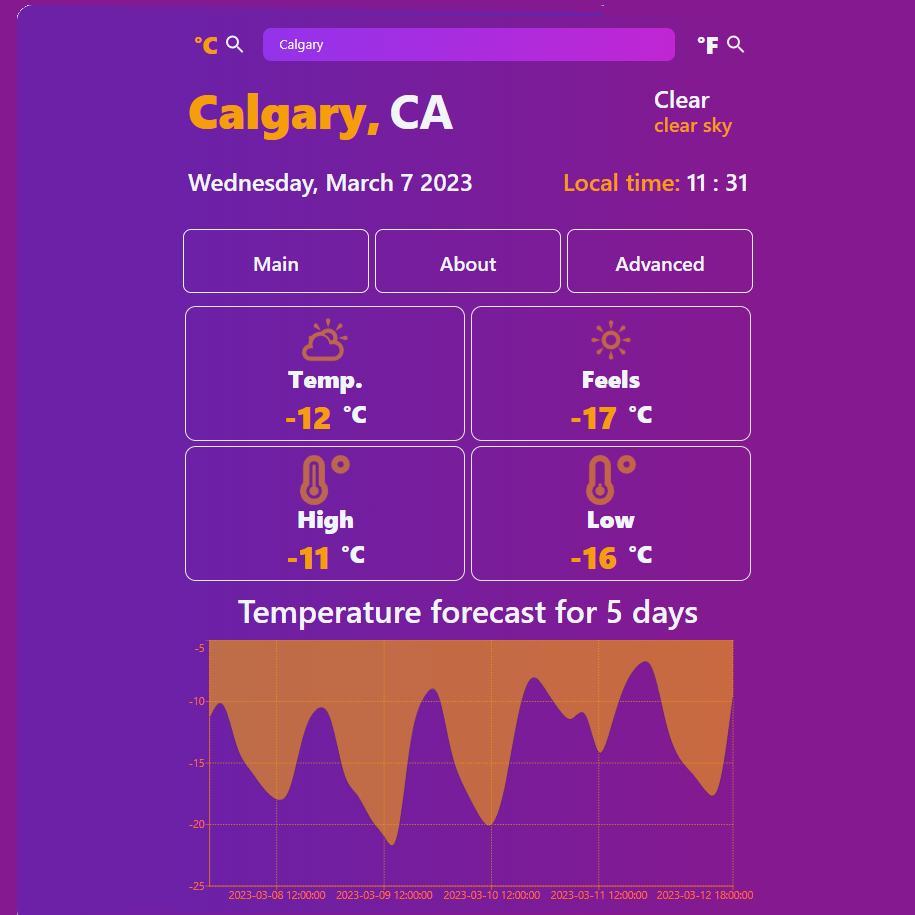 °C Calgary °F
Calgary, CA
Clear
clear sky
Wednesday, March 7 2023
Local time: 11 : 31
Main
About
Advanced
Temp.
-12 °C
Feels
-17 °C
High
-11 °C
Low
-16 °C
Temperature forecast for 5 days
-5
-10
-15
-20
-25
2023-03-08 12:00:00 2023-03-09 12:00:00 2023-03-10 12:00:00 2023-03-11 12:00:00 2023-03-12 18:00:00